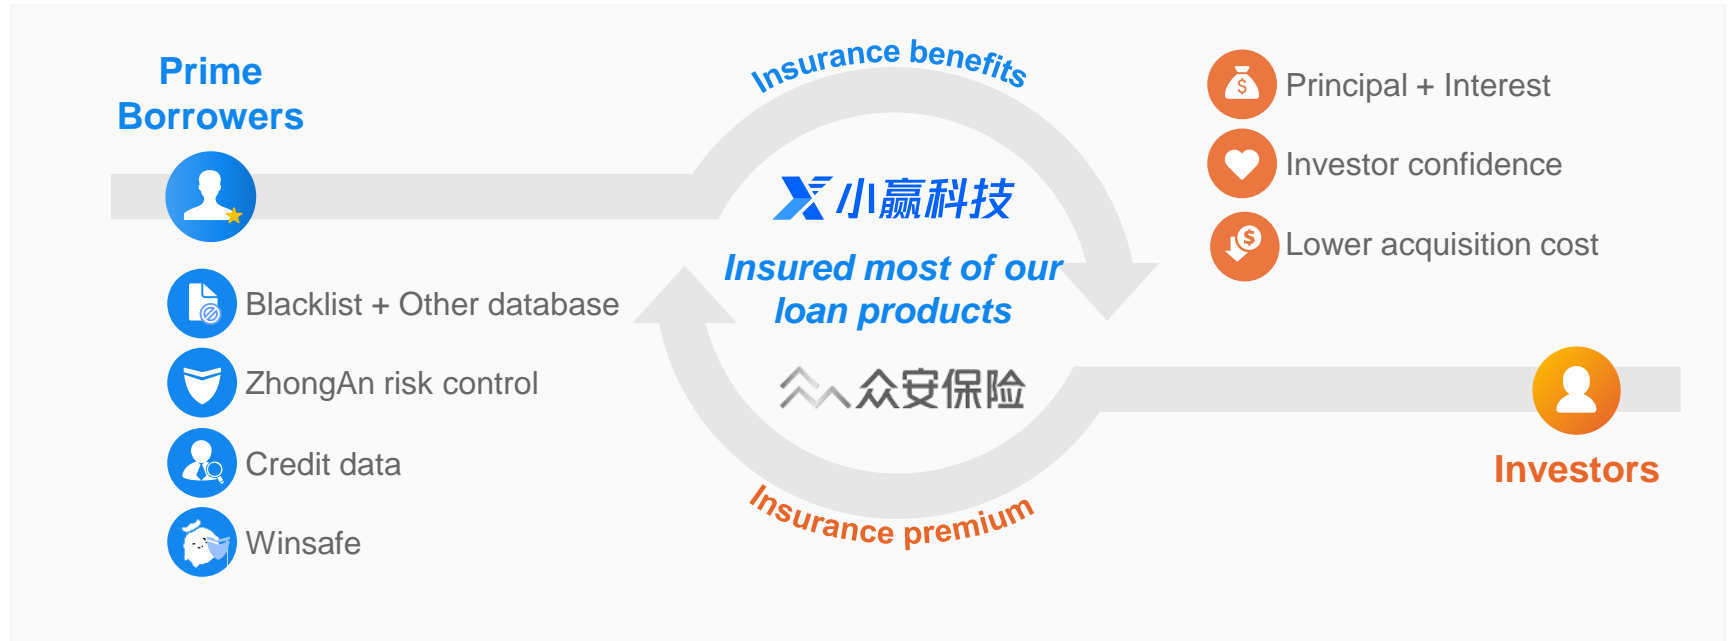 Prime
Borrowers
Blacklist + Other database
ZhongAn risk control
Credit data
Winsafe
Insurance benefits
小赢科技
Insured most of our
loan products
众安保险
Insurance premium
Principal + Interest
Investor confidence
Lower acquisition cost
Investors